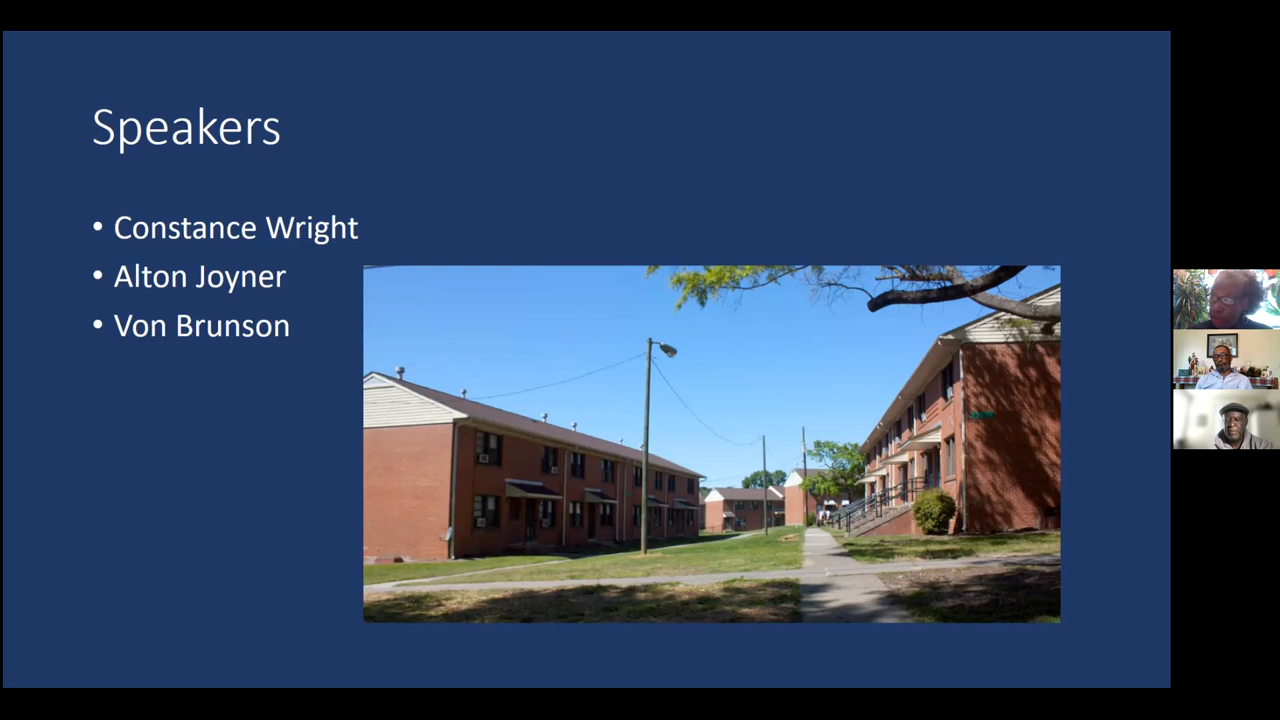 Speakers
• Constance Wright
• Alton Joyner
• Von Brunson